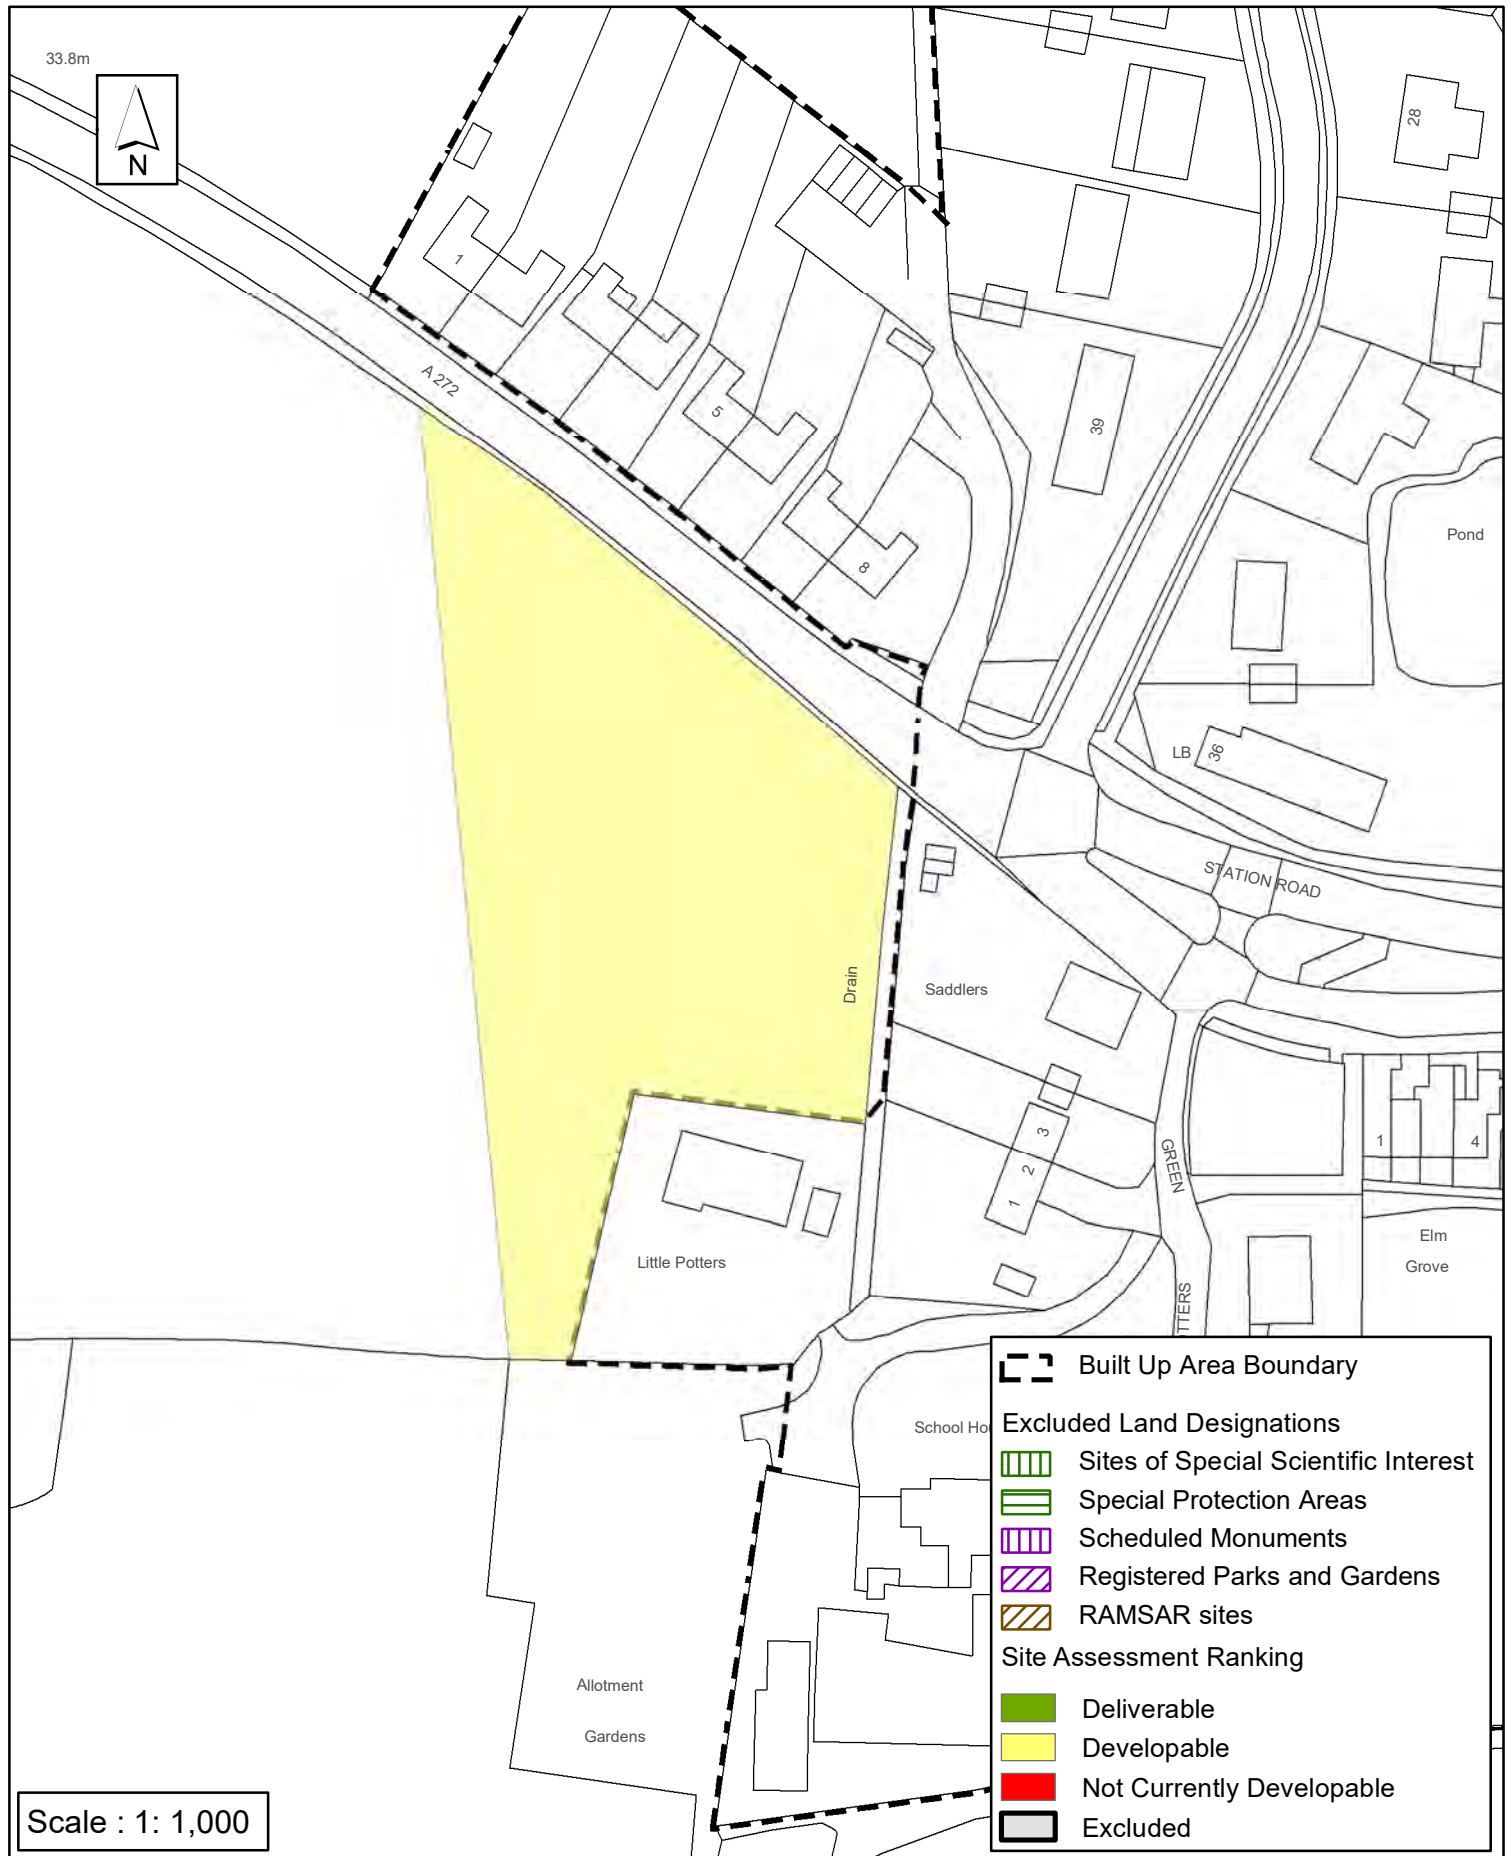 33.8m
N
28
1
A 272
5
39
8
Pond
LB
36
STATION ROAD
Drain
Saddlers
3
2
1
GREEN
1
4
Little Potters
Elm
Grove
TTERS
School Hou
Allotment
Gardens
Built Up Area Boundary
Excluded Land Designations
Sites of Special Scientific Interest
Special Protection Areas
Scheduled Monuments
Registered Parks and Gardens
RAMSAR sites
Site Assessment Ranking
Deliverable
Developable
Not Currently Developable
Excluded
Scale : 1: 1,000